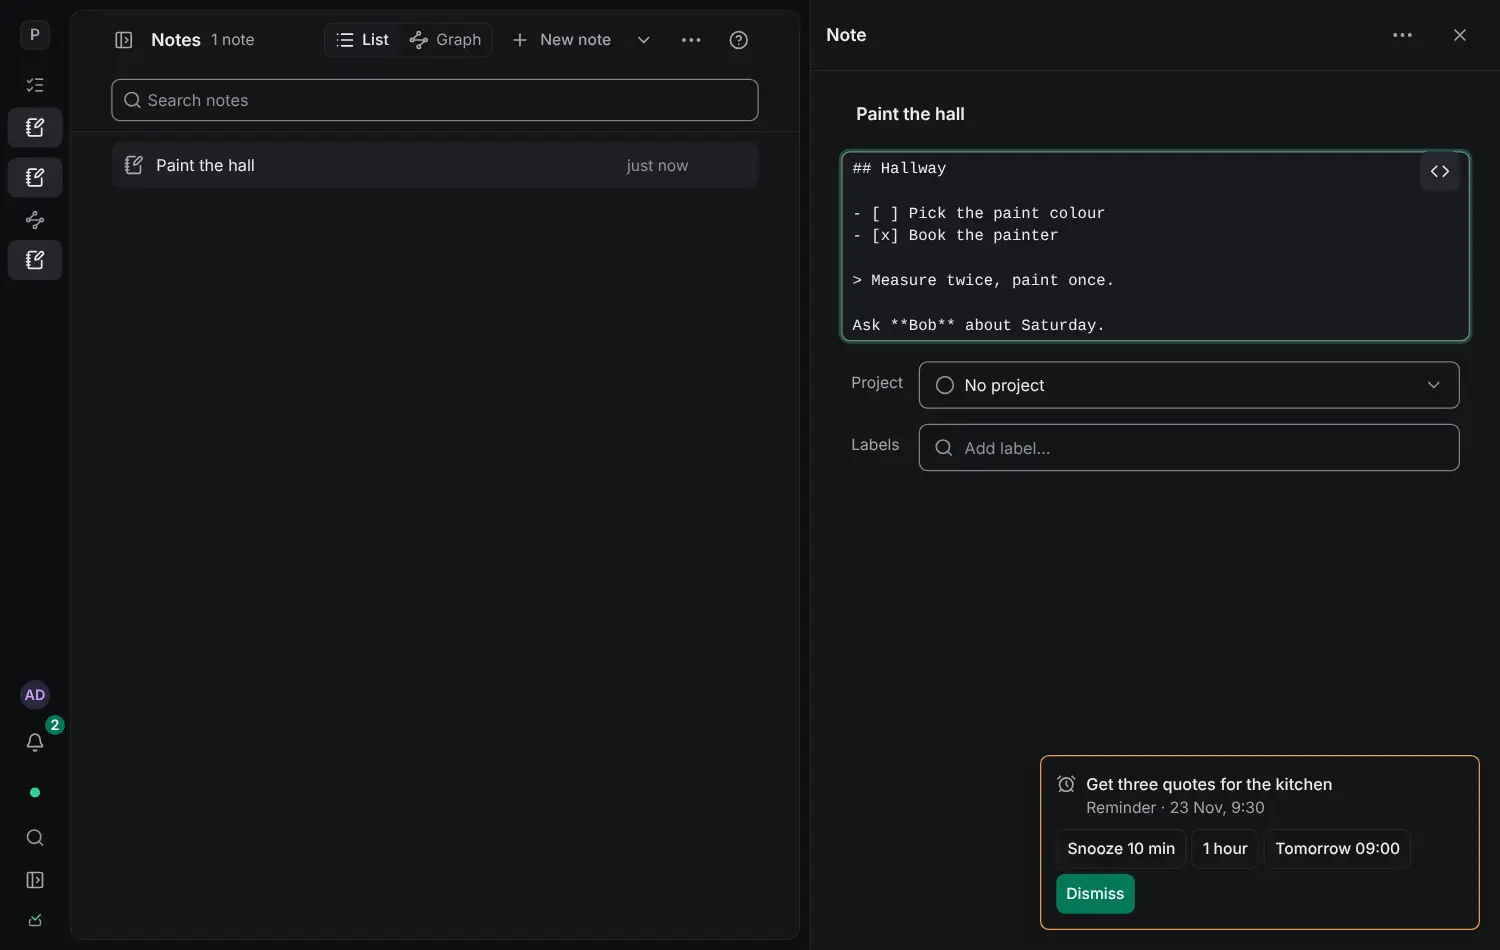 P
Notes 1 note
List
Graph
New note
Search notes
Paint the hall
just now
AD
2
Note
Paint the hall
## Hallway
- [ ] Pick the paint colour
- [x] Book the painter
> Measure twice, paint once.
Ask **Bob** about Saturday.
Project
No project
Labels
Add label...
Get three quotes for the kitchen
Reminder · 23 Nov, 9:30
Snooze 10 min
1 hour
Tomorrow 09:00
Dismiss